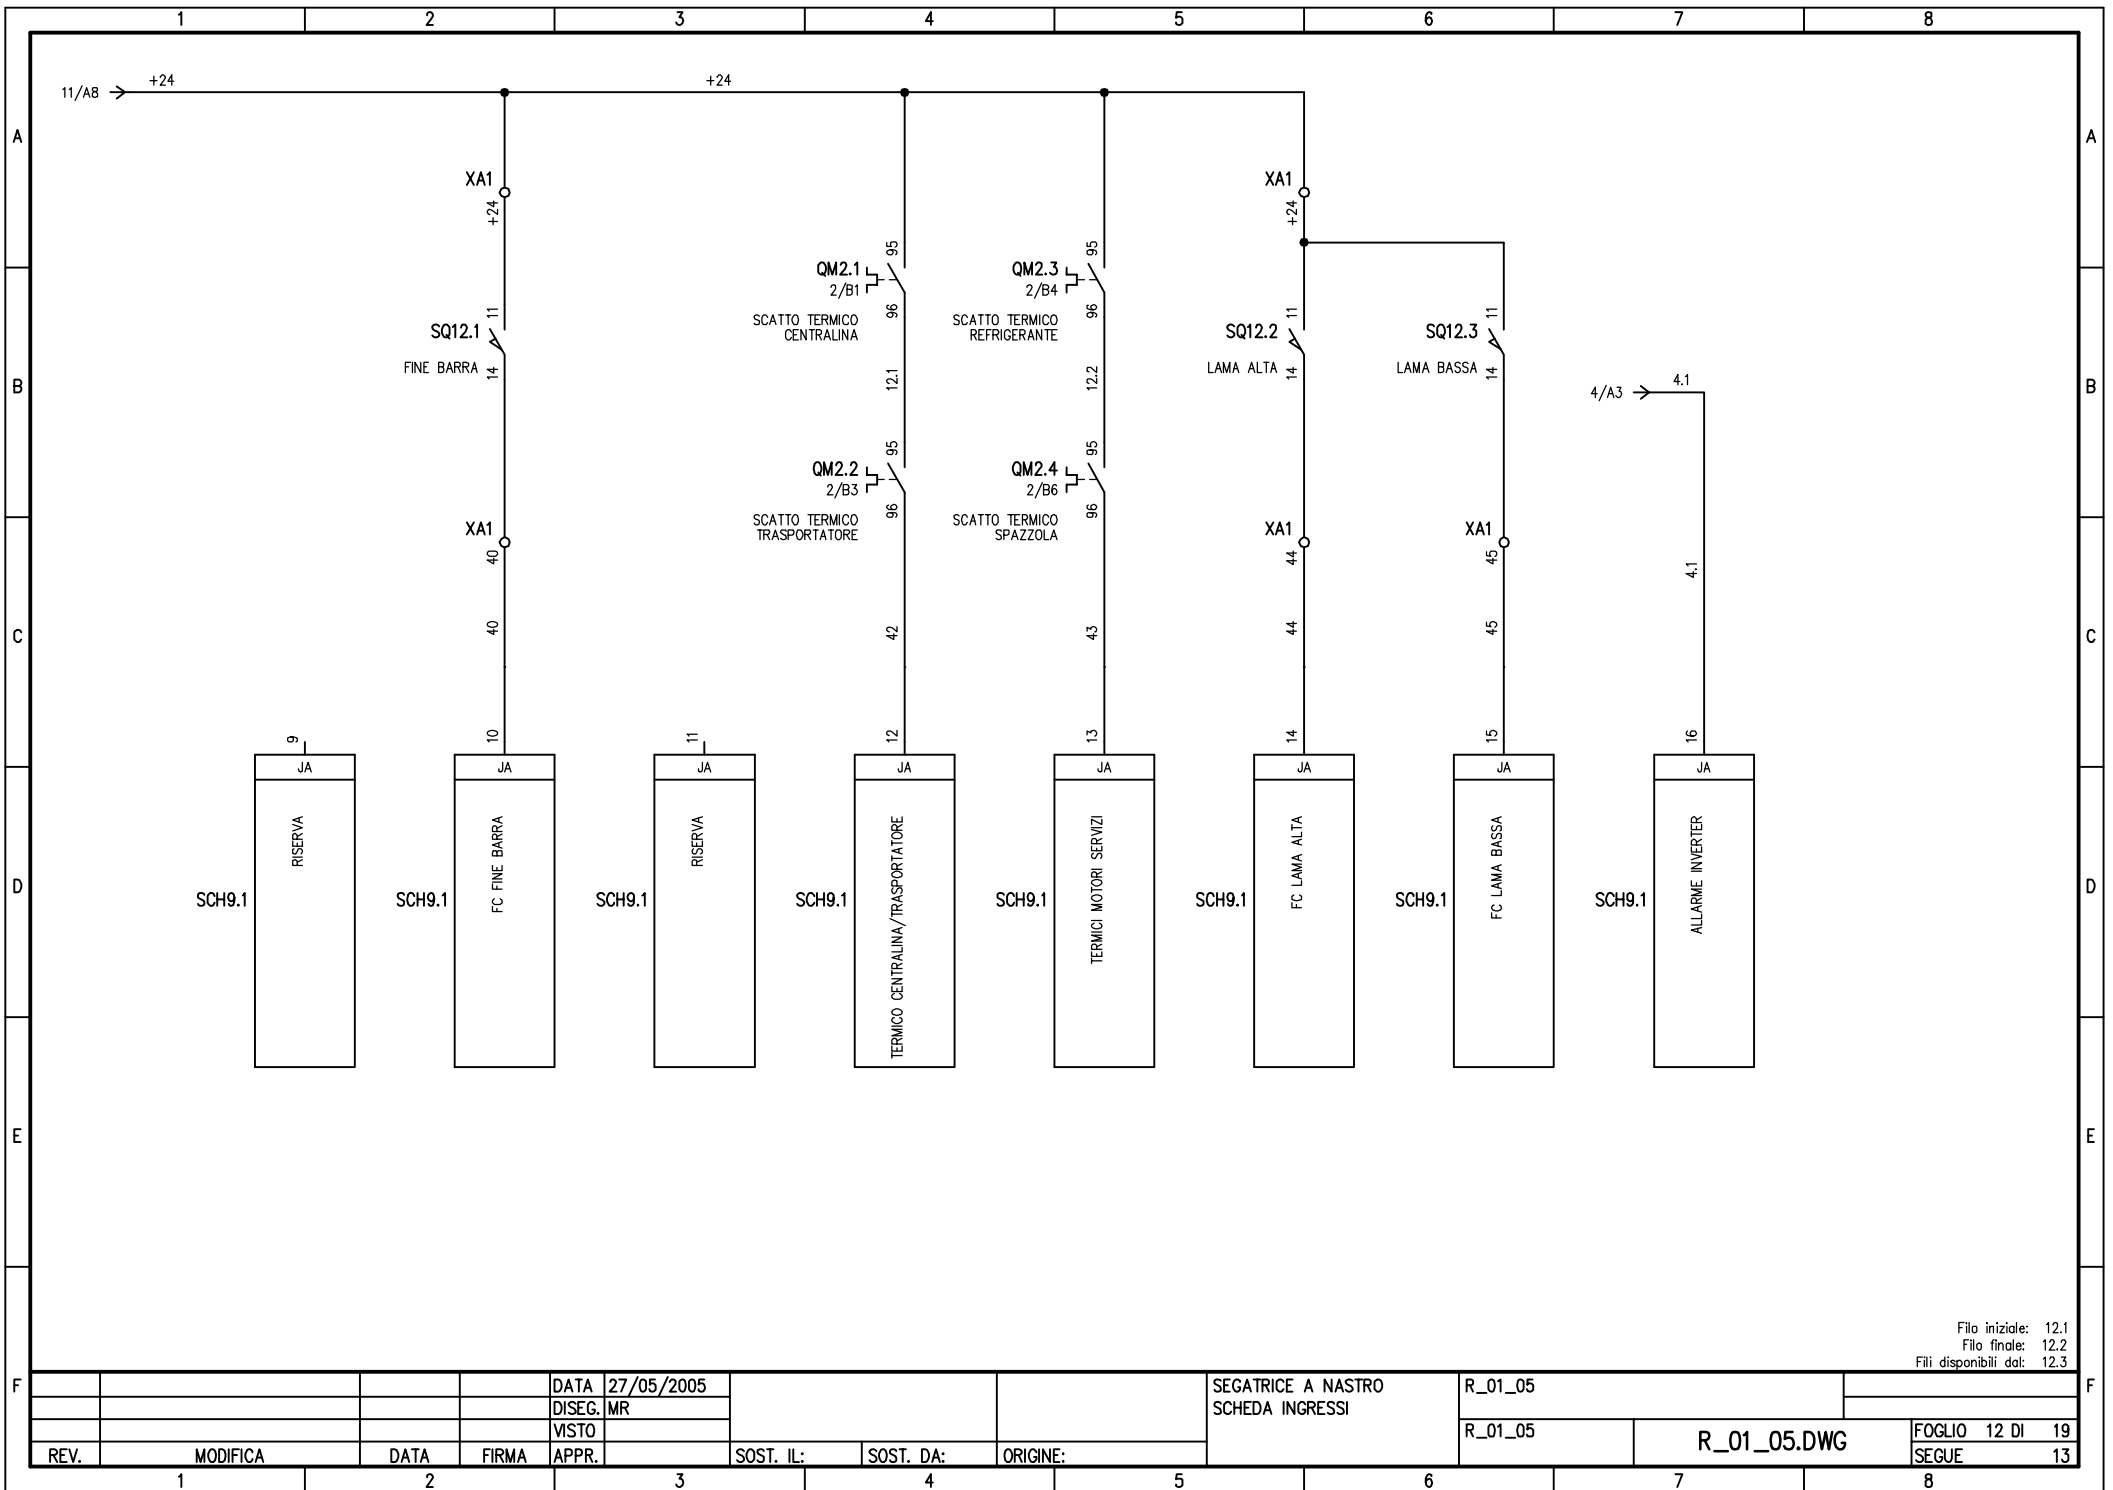 1 2 3 4 5 6 7 8
11/A8 +24 +24
A A
XA1 XA1
+24 +24
95 95
QM2.1 QM2.3
2/B1 2/B4
96 96
11 11 11
SCATTO TERMICO SCATTO TERMICO
CENTRALINA REFRIGERANTE
SQ12.1 SQ12.2 SQ12.3
FINE BARRA LAMA ALTA LAMA BASSA
14 12.1 12.2 14 14
B B
4/A3 4.1
95 95
QM2.2 QM2.4
2/B3 2/B6
96 96
SCATTO TERMICO SCATTO TERMICO
TRASPORTATORE SPAZZOLA
XA1 XA1 XA1
40 44 45 4.1
C C
40 42 43 44 45
9 10 11 12 13 14 15 16
JA JA JA JA JA JA JA JA
RISERVA
FC FINE BARRA
RISERVA
TERMICO CENTRALINA/TRASPORTATORE
TERMICI MOTORI SERVIZI
FC LAMA ALTA
FC LAMA BASSA
ALLARME INVERTER
D D
SCH9.1 SCH9.1 SCH9.1 SCH9.1 SCH9.1 SCH9.1 SCH9.1 SCH9.1
E E
Filo iniziale: 12.1
Filo finale: 12.2
Fili disponibili dal: 12.3
F F
DATA 27/05/2005 SEGATRICE A NASTRO R_01_05
DISEG. MR SCHEDA INGRESSI
VISTO R_01_05 R_01_05.DWG FOGLIO 12 DI 19
REV. MODIFICA DATA FIRMA APPR. SOST. IL: SOST. DA: ORIGINE: SEGUE 13
1 2 3 4 5 6 7 8